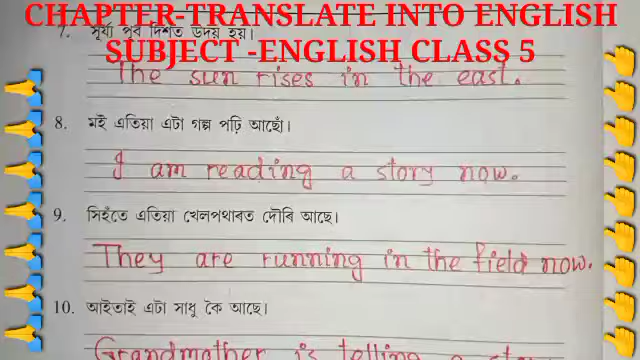 CHAPTER-TRANSLATE INTO ENGLISH
7. সূৰ্য্য পূব দিশত উদয় হয়।
SUBJECT -ENGLISH CLASS 5
The sun rises in the east.
8. মই এতিয়া এটা গল্প পঢ়ি আছোঁ।
I am reading a story now.
9. সিহঁতে এতিয়া খেলপথাৰত দৌৰি আছে।
They are running in the field now.
10. আইতাই এটা সাধু কৈ আছে।
Grandmother is telling a story